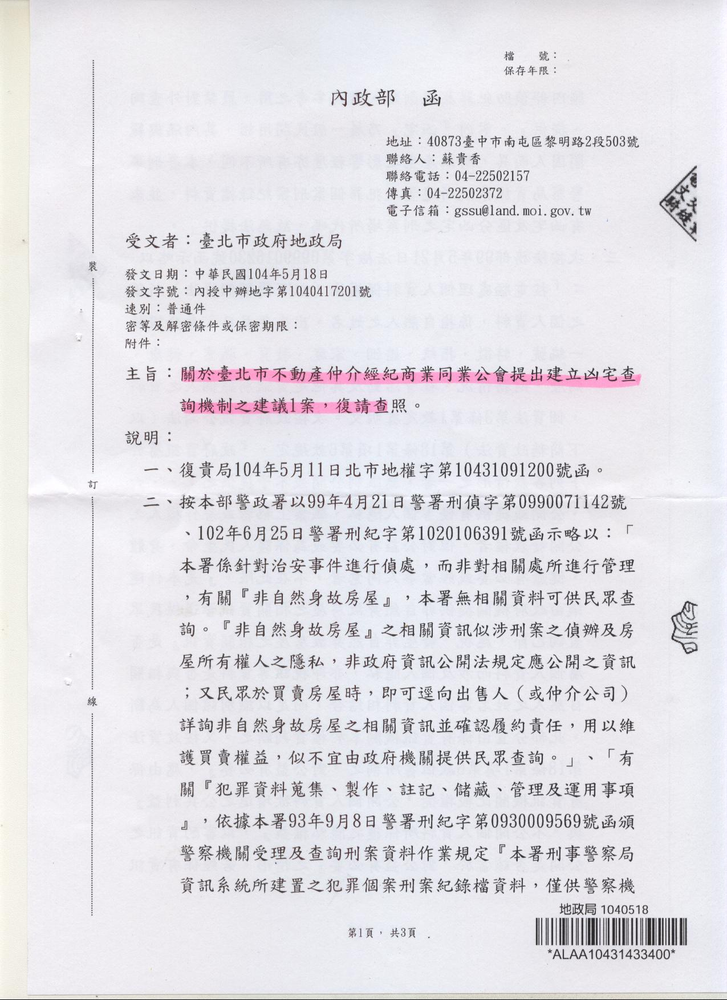 檔　　號：
保存年限：
內政部　函
地址：40873臺中市南屯區黎明路2段503號
聯絡人：蘇貴香
聯絡電話：04-22502157
傳真：04-22502372
電子信箱：gssu@land.moi.gov.tw
受文者：臺北市政府地政局
發文日期：中華民國104年5月18日
發文字號：內授中辦地字第1040417201號
速別：普通件
密等及解密條件或保密期限：
附件：
主旨：關於臺北市不動產仲介經紀商業同業公會提出建立凶宅查
詢機制之建議1案，復請查照。
說明：
一、復貴局104年5月11日北市地權字第10431091200號函。
二、按本部警政署以99年4月21日警署刑偵字第0990071142號
、102年6月25日警署刑紀字第1020106391號函示略以：「
本署係針對治安事件進行偵處，而非對相關處所進行管理
，有關『非自然身故房屋』，本署無相關資料可供民眾查
詢。『非自然身故房屋』之相關資訊似涉刑案之偵辦及房
屋所有權人之隱私，非政府資訊公開法規定應公開之資訊
；又民眾於買賣房屋時，即可逕向出售人（或仲介公司）
詳詢非自然身故房屋之相關資訊並確認履約責任，用以維
護買賣權益，似不宜由政府機關提供民眾查詢。」、「有
關『犯罪資料蒐集、製作、註記、儲藏、管理及運用事項
』，依據本署93年9月8日警署刑紀字第0930009569號函頒
警察機關受理及查詢刑案資料作業規定『本署刑事警察局
資訊系統所建置之犯罪個案刑案紀錄檔資料，僅供警察機
裝
訂
線
地政局 1040518
*ALAA10431433400*
第1頁，共3頁